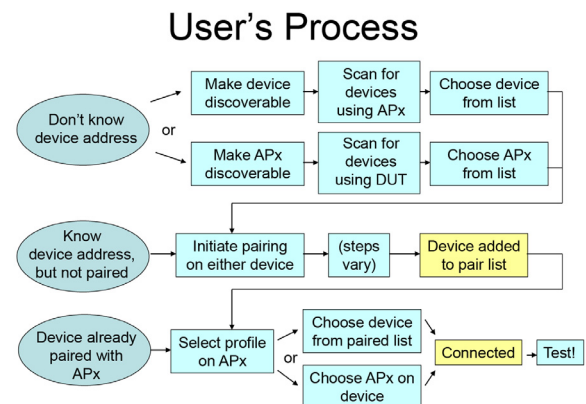 User's Process
Don't know
device address
or
Make device
discoverable
Scan for
devices
using APx
Choose device
from list
Make APx
discoverable
Scan for
devices
using DUT
Choose APx
from list
Know
device address,
but not paired
Initiate pairing
on either device
(steps
vary)
Device added
to pair list
Device already
paired with
APx
Select profile
on APx
or
Choose device
from paired list
Choose APx on
device
Connected
Test!